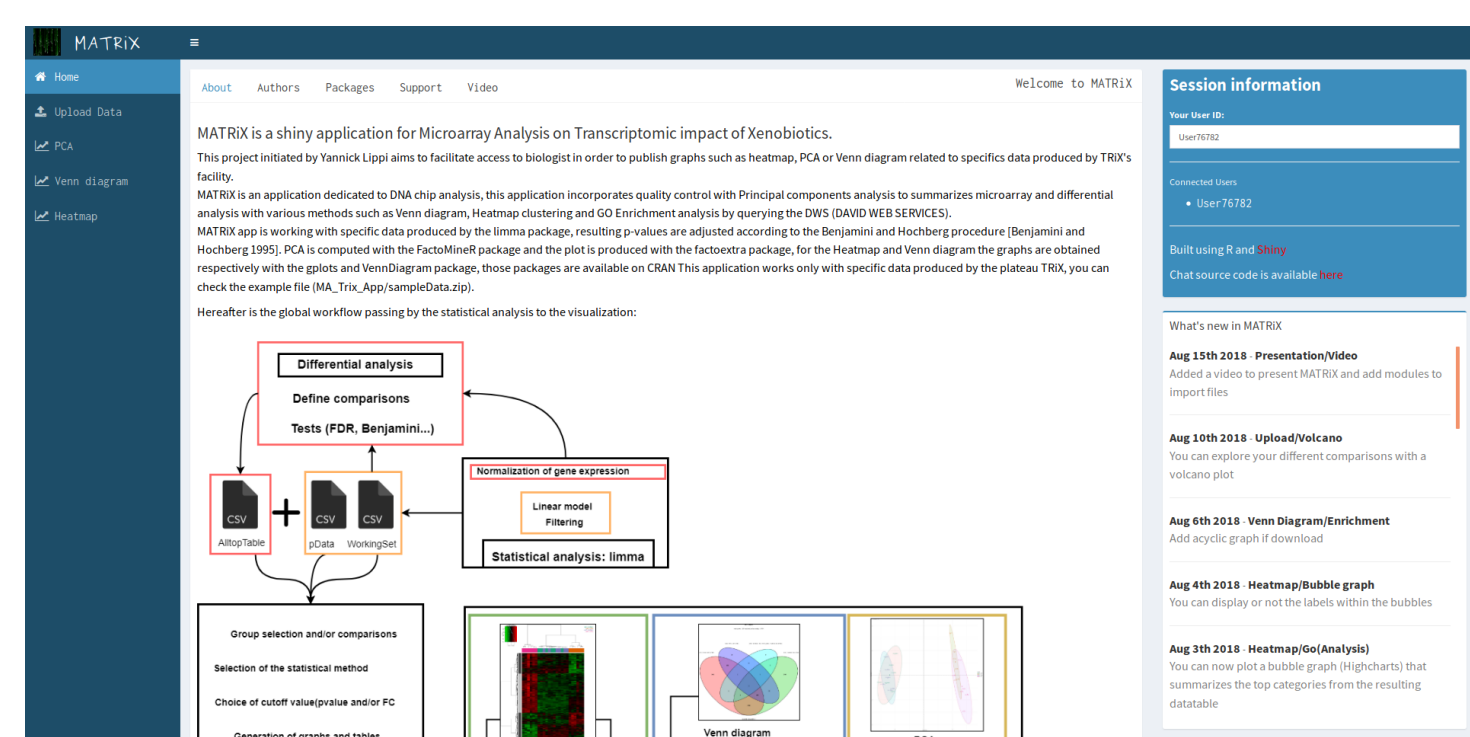 MATRiX
Home
Upload Data
PCA
Venn diagram
Heatmap
About Authors Packages Support Video
Welcome to MATRiX
MATRiX is a shiny application for Microarray Analysis on Transcriptomic impact of Xenobiotics.
This project initiated by Yannick Lippi aims to facilitate access to biologist in order to publish graphs such as heatmap, PCA or Venn diagram related to specifics data produced by TRiX's
facility.
MATRiX is an application dedicated to DNA chip analysis, this application incorporates quality control with Principal components analysis to summarizes microarray and differential
analysis with various methods such as Venn diagram, Heatmap clustering and GO Enrichment analysis by querying the DWS (DAVID WEB SERVICES).
MATRiX app is working with specific data produced by the limma package, resulting p-values are adjusted according to the Benjamini and Hochberg procedure [Benjamini and
Hochberg 1995]. PCA is computed with the FactoMineR package and the plot is produced with the factoextra package, for the Heatmap and Venn diagram the graphs are obtained
respectively with the gplots and VennDiagram package, those packages are available on CRAN This application works only with specific data produced by the plateau TRiX, you can
check the example file (MA_Trix_App/sampleData.zip).
Hereafter is the global workflow passing by the statistical analysis to the visualization:
Differential analysis
Define comparisons
Tests (FDR, Benjamini...)
Normalization of gene expression
Linear model
Filtering
Statistical analysis: limma
CSV
CSV
CSV
AlltopTable
pData
WorkingSet
Group selection and/or comparisons
Selection of the statistical method
Choice of cutoff value(pvalue and/or FC
Generation of graphs and tables
Venn diagram
Session information
Your User ID:
User76782
Connected Users
• User76782
Built using R and Shiny
Chat source code is available here
What's new in MATRiX
Aug 15th 2018 - Presentation/Video
Added a video to present MATRiX and add modules to
import files
Aug 10th 2018 - Upload/Volcano
You can explore your different comparisons with a
volcano plot
Aug 6th 2018 - Venn Diagram/Enrichment
Add acyclic graph if download
Aug 4th 2018 - Heatmap/Bubble graph
You can display or not the labels within the bubbles
Aug 3th 2018 - Heatmap/Go(Analysis)
You can now plot a bubble graph (Highcharts) that
summarizes the top categories from the resulting
datatable